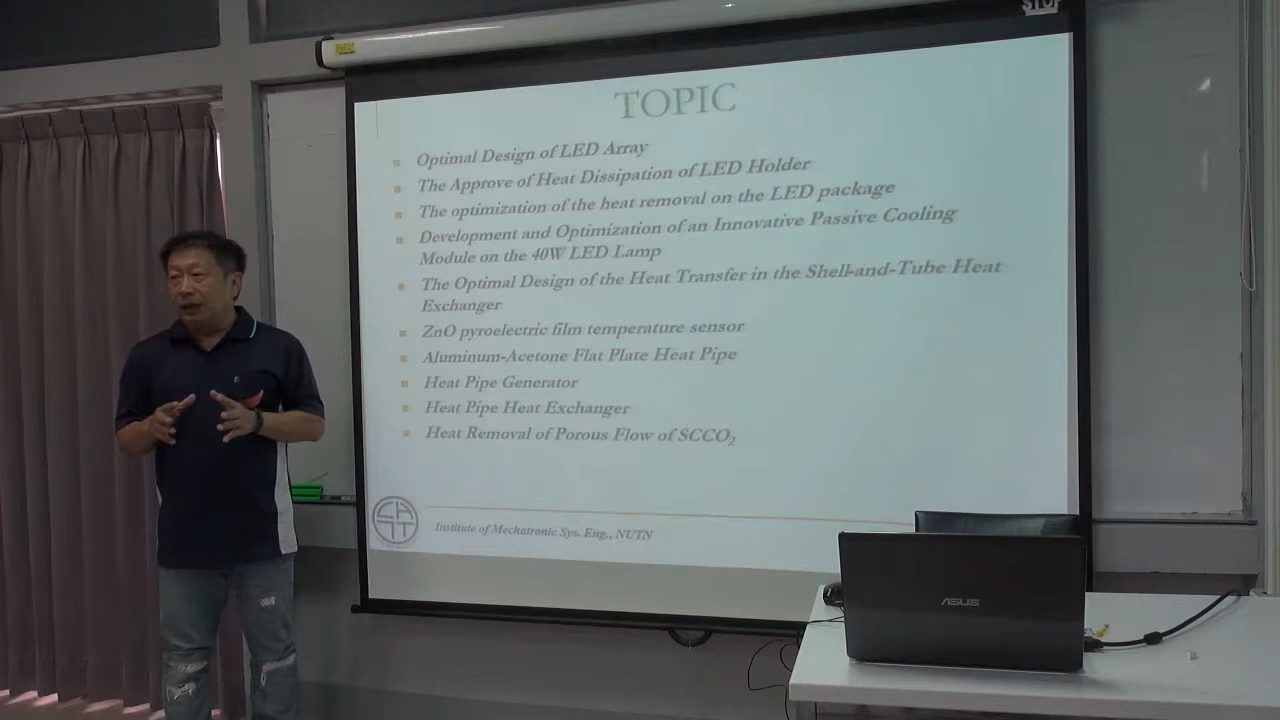 TOPIC
Optimal Design of LED Array
The Approve of Heat Dissipation of LED Holder
The optimization of the heat removal on the LED package
Development and Optimization of an Innovative Passive Cooling
Module on the 40W LED Lamp
The Optimal Design of the Heat Transfer in the Shell-and-Tube Heat
Exchanger
ZnO pyroelectric film temperature sensor
Aluminum-Acetone Flat Plate Heat Pipe
Heat Pipe Generator
Heat Pipe Heat Exchanger
Heat Removal of Porous Flow of SCCO₂
Institute of Mechatronic Sys. Eng., NUTN
ASUS